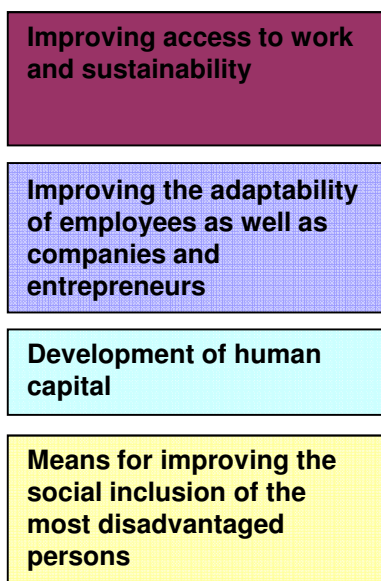 Improving access to work
and sustainability
Improving the adaptability
of employees as well as
companies and
entrepreneurs
Development of human
capital
Means for improving the
social inclusion of the
most disadvantaged
persons